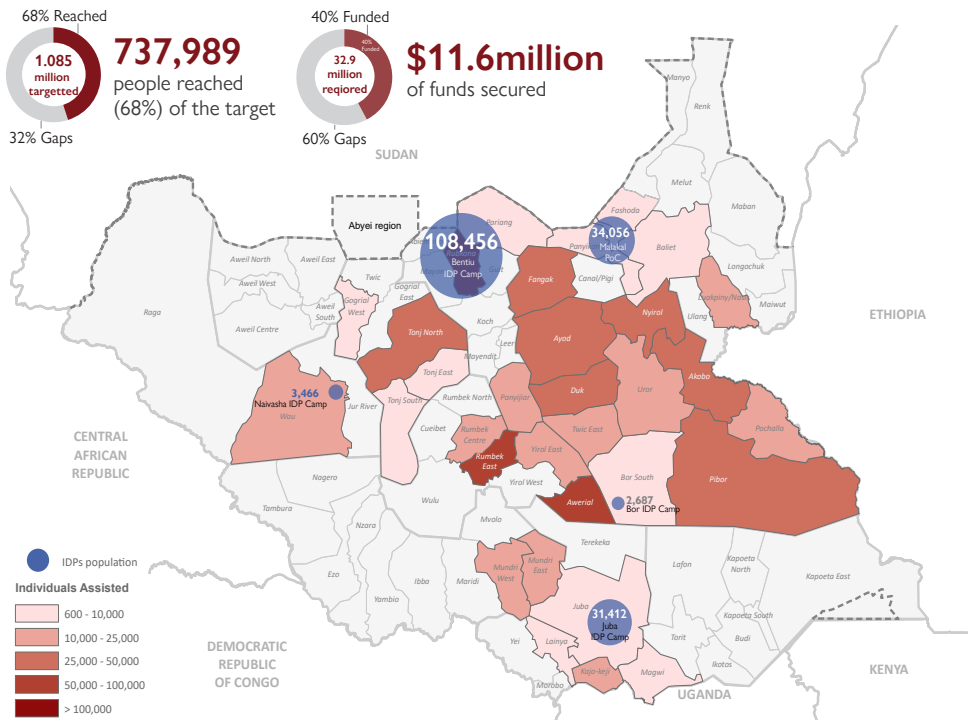 68% Reached
1.085
million
targetted
32% Gaps
737,989
people reached
(68%) of the target
40% Funded
40%
Funded
32.9
million
reqiored
60% Gaps
$11.6million
of funds secured
SUDAN
Manyo
Renk
Melut
Maban
Fashoda
Pariang
Abyei region
108,456
Bentiu
IDP Camp
34,056
Malakal
PoC
Baliet
Longochuk
Maiwut
Ulang
Canal/Pigi
Fangak
Nyirol
Aweil North
Aweil East
Aweil West
Aweil Centre
Aweil
South
Twic
Gogrial
West
Gogrial
East
Raga
Koch
Leer
Mayendit
Ayod
Tonj North
Tonj East
Tonj South
Akobo
Duk
Uror
Pochalla
ETHIOPIA
3,466
Naivasha IDP Camp
Wau
Jur River
Rumbek North
Panyijiar
Cueibet
Rumbek
Centre
Rumbek
East
Yirol East
Yirol West
Twic East
Awerial
Bor South
2,687
Bor IDP Camp
Pibor
CENTRAL
AFRICAN
REPUBLIC
Nagero
Tambura
Wulu
Mvolo
Nzara
Ezo
Yambio
Ibba
Maridi
Mundri
West
Mundri
East
Terekeka
Lafon
Kapoeta
North
Kapoeta East
Kapoeta South
Budi
Torit
Ikotos
Magwi
Juba
31,412
Juba
IDP Camp
Lainya
Yei
Morobo
Kajo-keji
DEMOCRATIC
REPUBLIC
OF CONGO
UGANDA
KENYA
IDPs population
Individuals Assisted
600 - 10,000
10,000 - 25,000
25,000 - 50,000
50,000 - 100,000
> 100,000